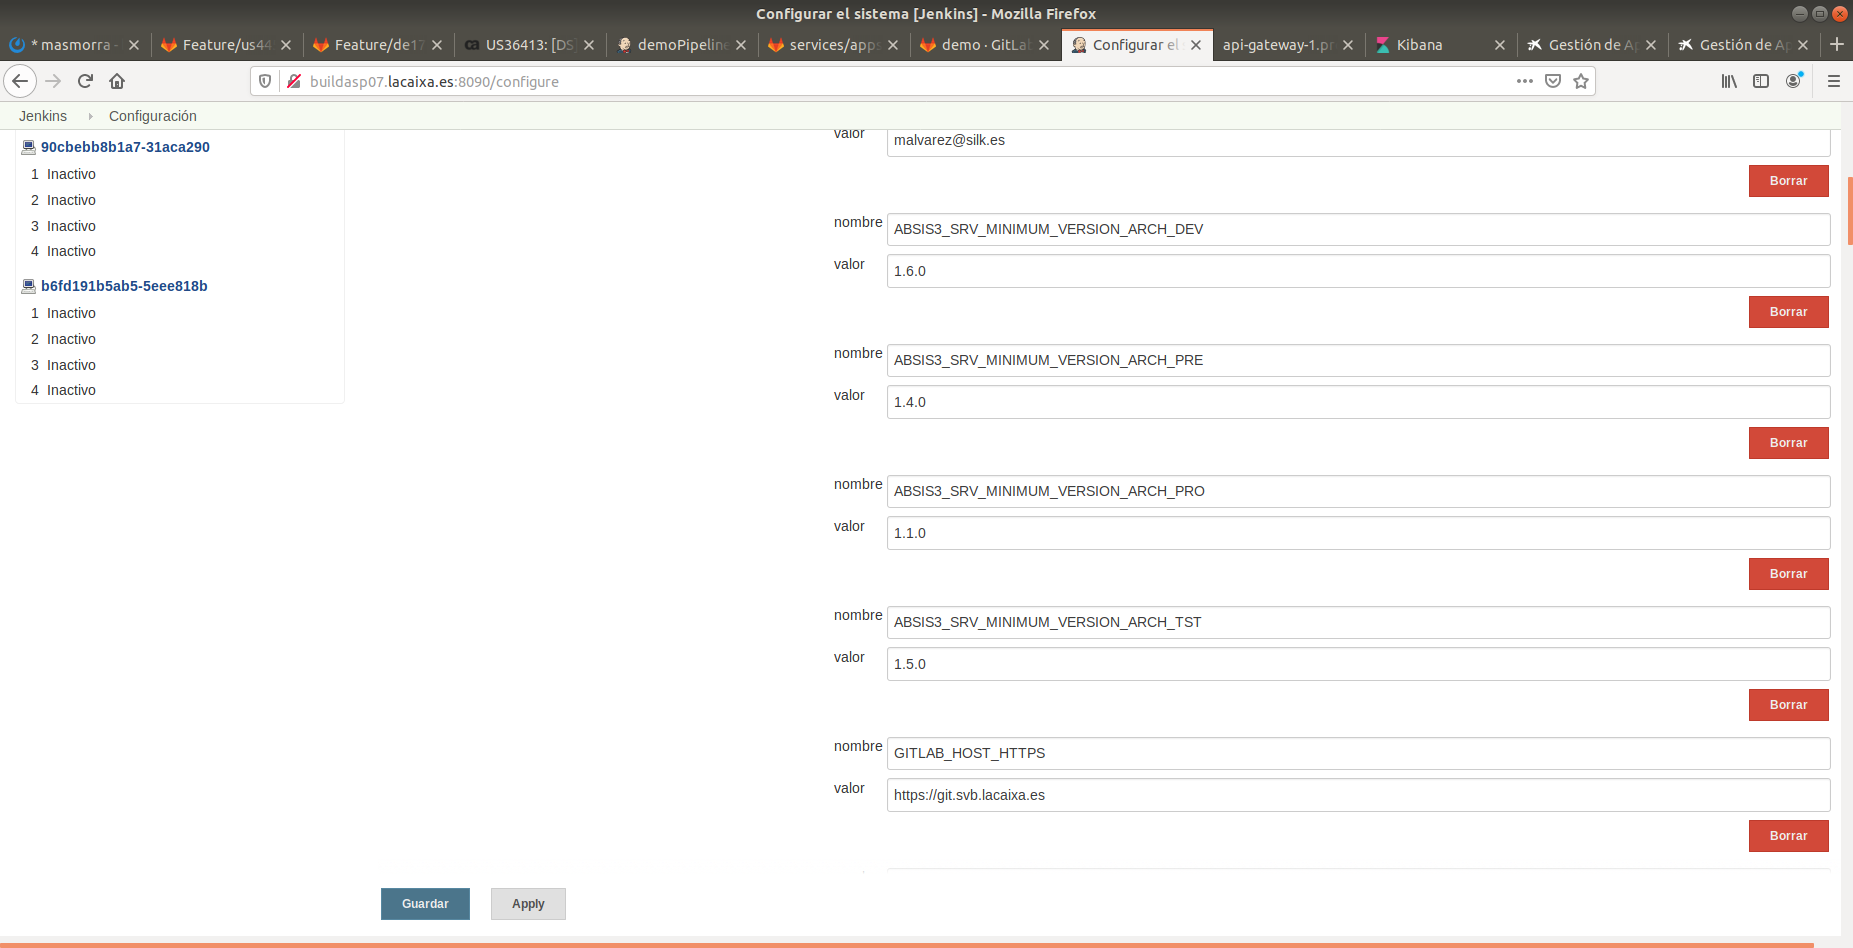 Configurar el sistema [Jenkins] - Mozilla Firefox
* masmorra -
Feature/us44
Feature/de17
US36413: [DS
demoPipeline
services/apps
demo · GitLab
Configurar el s
api-gateway-1.pr
Kibana
Gestión de Ap
Gestión de Ap
buildasp07.lacaixa.es:8090/configure
Jenkins
Configuración
90cbebb8b1a7-31aca290
1 Inactivo
2 Inactivo
3 Inactivo
4 Inactivo
b6fd191b5ab5-5eee818b
1 Inactivo
2 Inactivo
3 Inactivo
4 Inactivo
valor malvarez@silk.es
Borrar
nombre ABSIS3_SRV_MINIMUM_VERSION_ARCH_DEV
valor 1.6.0
Borrar
nombre ABSIS3_SRV_MINIMUM_VERSION_ARCH_PRE
valor 1.4.0
Borrar
nombre ABSIS3_SRV_MINIMUM_VERSION_ARCH_PRO
valor 1.1.0
Borrar
nombre ABSIS3_SRV_MINIMUM_VERSION_ARCH_TST
valor 1.5.0
Borrar
nombre GITLAB_HOST_HTTPS
valor https://git.svb.lacaixa.es
Borrar
Guardar
Apply